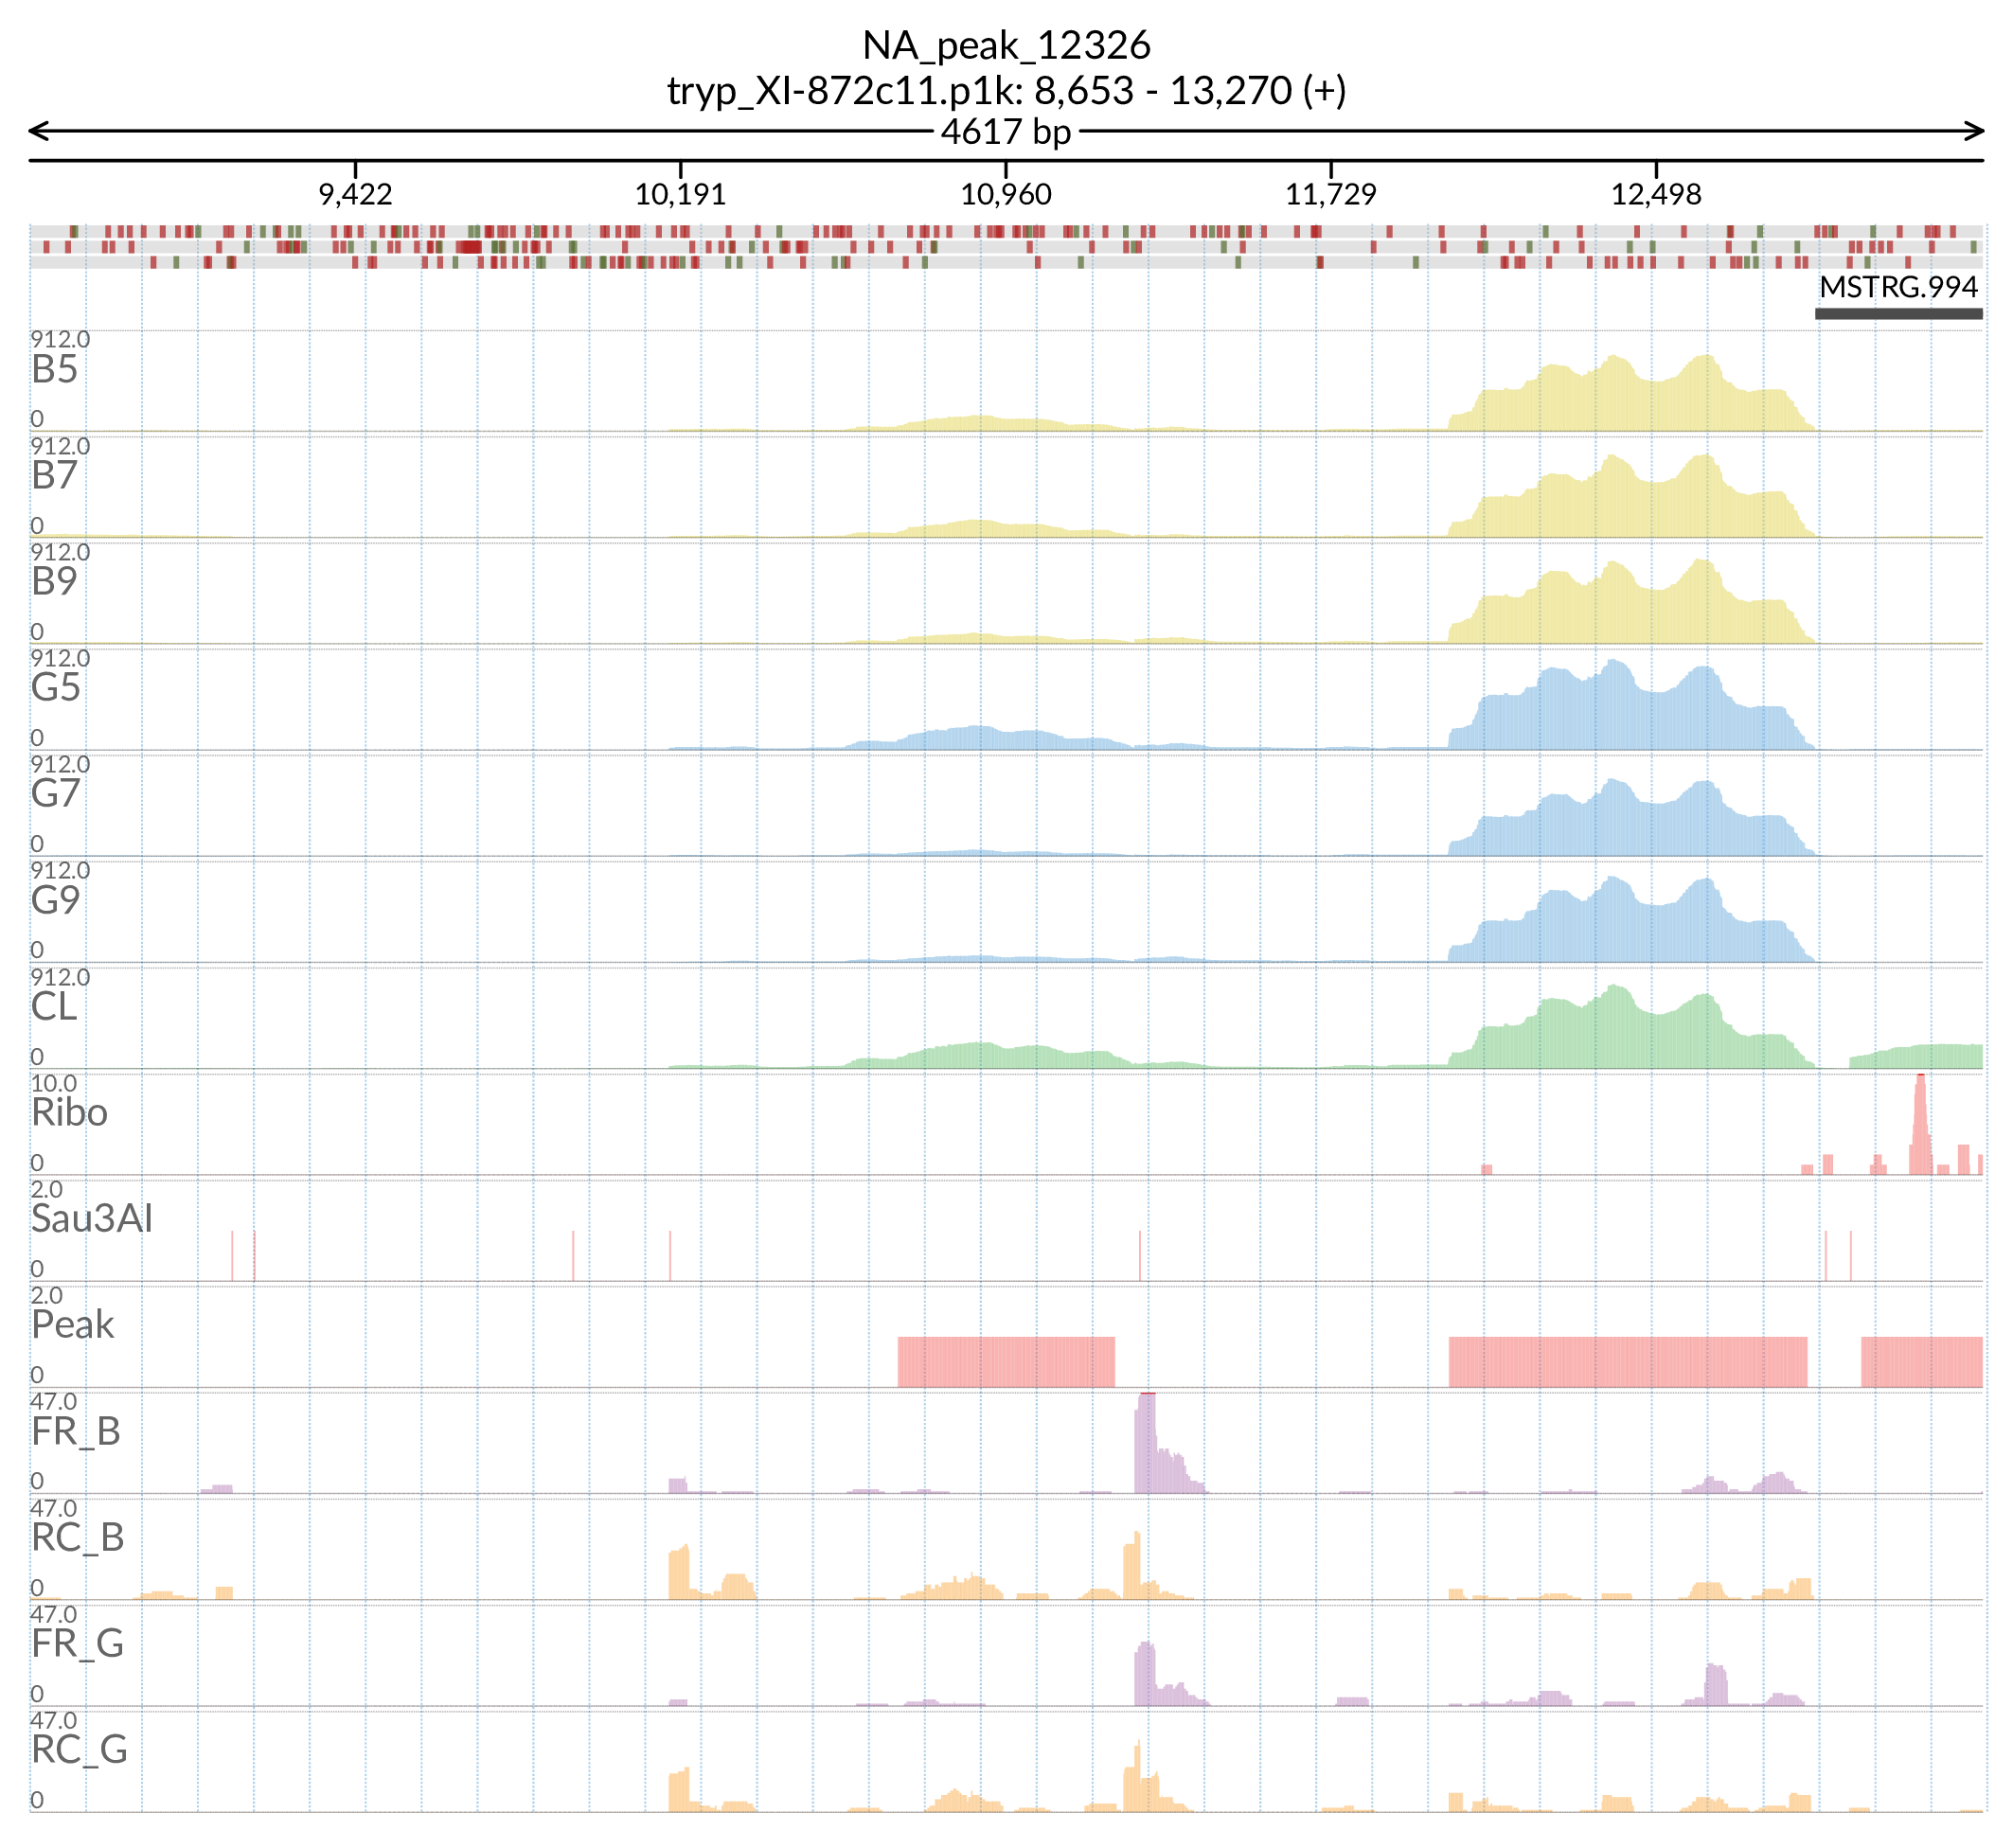 NA_peak_12326
tryp_XI-872c11.p1k: 8,653 - 13,270 (+)
4617 bp
9,422 10,191 10,960 11,729 12,498
MSTRG.994
912.0
B5
0
912.0
B7
0
912.0
B9
0
912.0
G5
0
912.0
G7
0
912.0
G9
0
912.0
CL
0
10.0
Ribo
0
2.0
Sau3AI
0
2.0
Peak
0
47.0
FR_B
0
47.0
RC_B
0
47.0
FR_G
0
47.0
RC_G
0